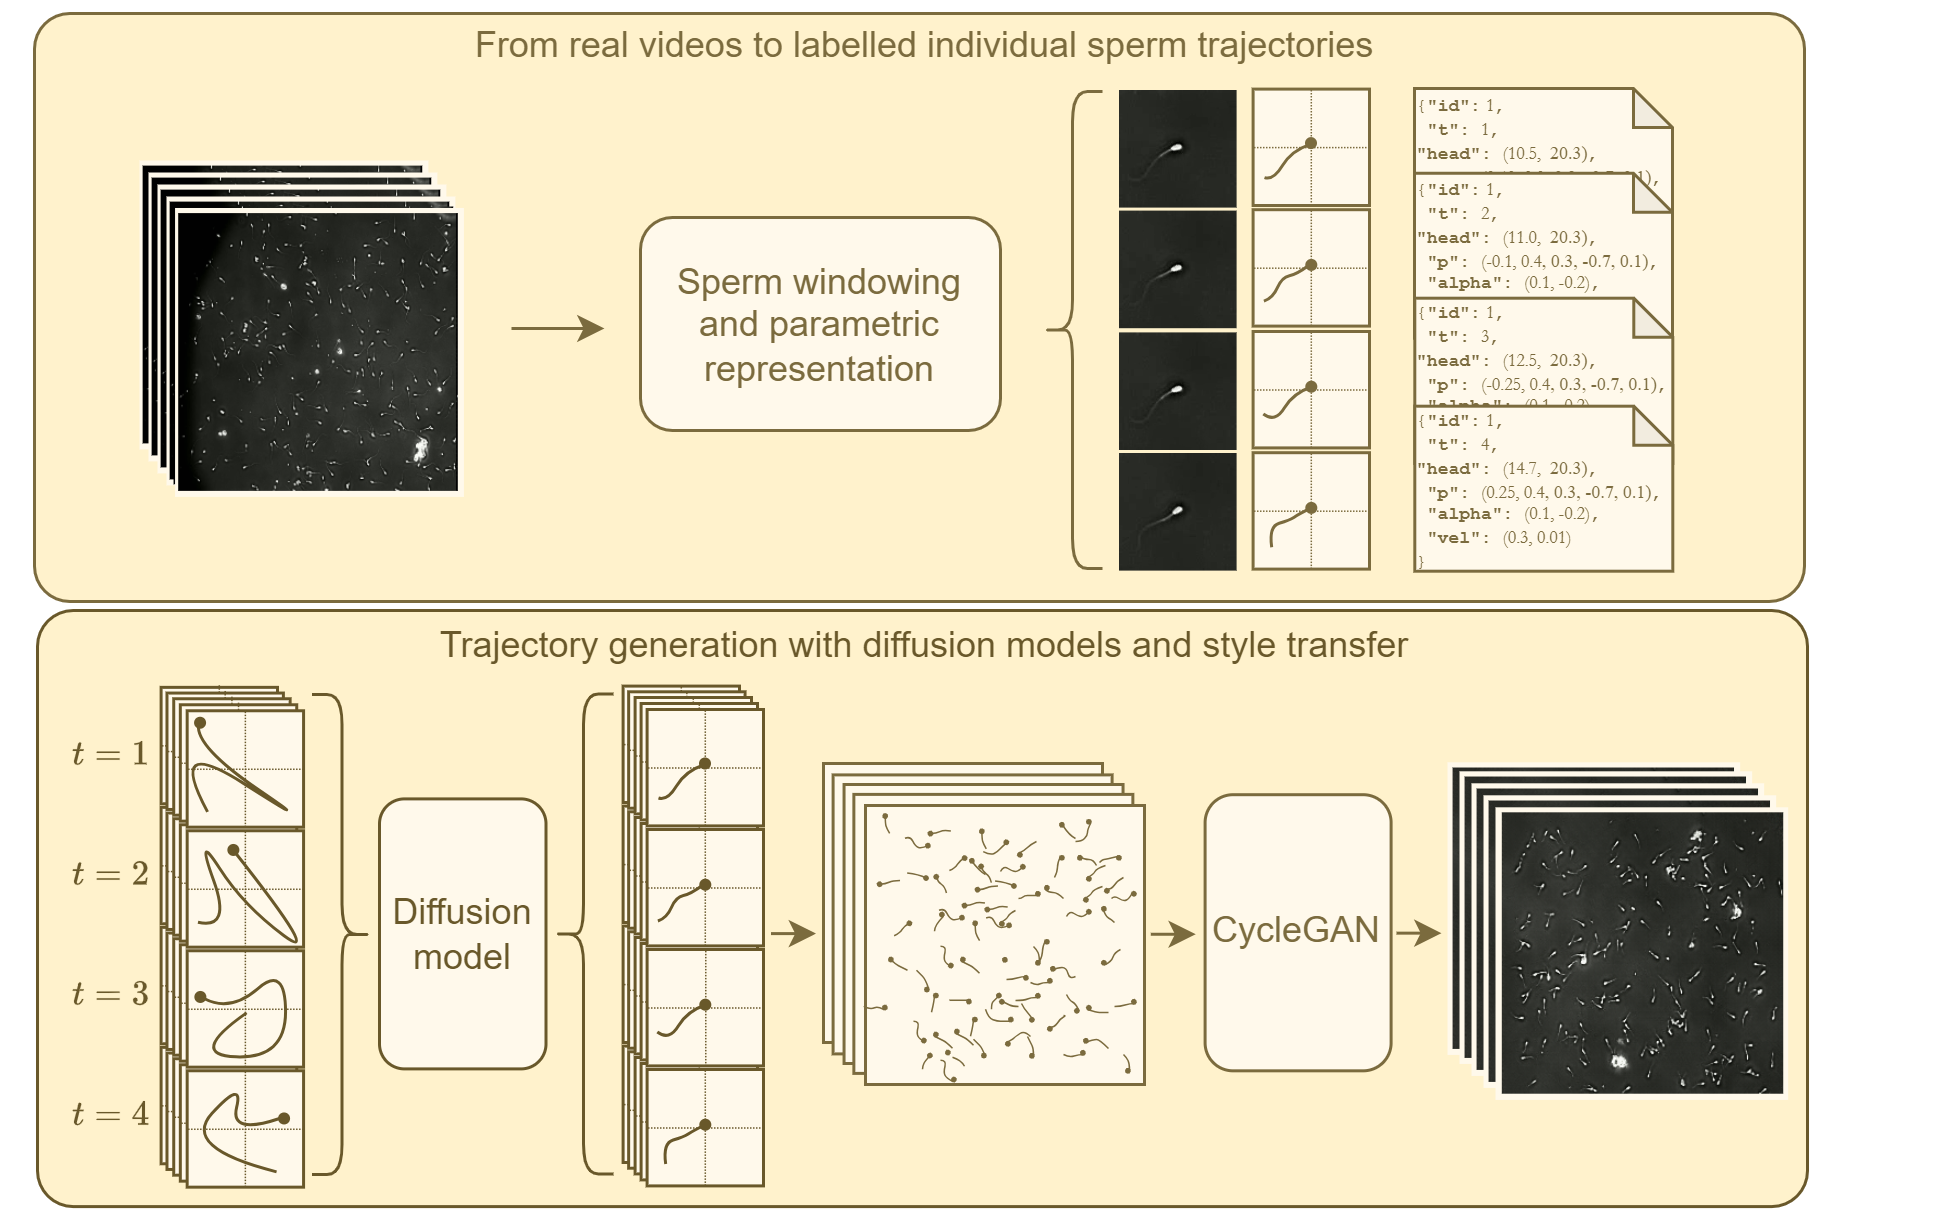 From real videos to labelled individual sperm trajectories
Sperm windowing
and parametric
representation
{"id": 1,
"t": 1,
"head": (10.5, 20.3),
{"id": 1,
"t": 2,
"head": (11.0, 20.3),
"p": (-0.1, 0.4, 0.3, -0.7, 0.1),
"alpha": (0.1, -0.2),
{"id": 1,
"t": 3,
"head": (12.5, 20.3),
"p": (-0.25, 0.4, 0.3, -0.7, 0.1),
"alpha": (0.1, -0.2)
{"id": 1,
"t": 4,
"head": (14.7, 20.3),
"p": (0.25, 0.4, 0.3, -0.7, 0.1),
"alpha": (0.1, -0.2),
"vel": (0.3, 0.01)
}
Trajectory generation with diffusion models and style transfer
t = 1
t = 2
t = 3
t = 4
Diffusion
model
CycleGAN